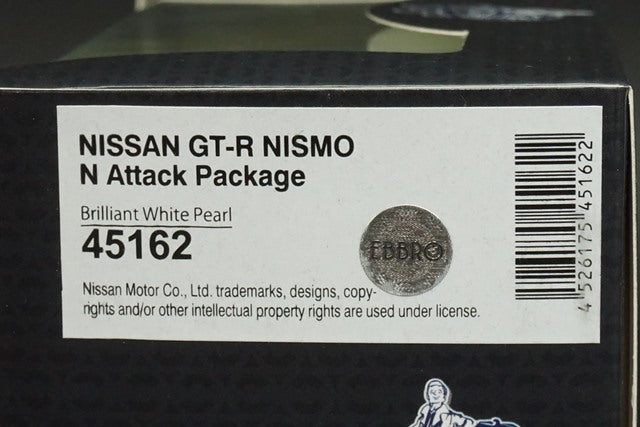 NISSAN GT-R NISMO
N Attack Package
Brilliant White Pearl
45162
EBBRO
Nissan Motor Co., Ltd. trademarks, designs, copy-
rights and/or other intellectual property rights are used under license.
4 526175 451622